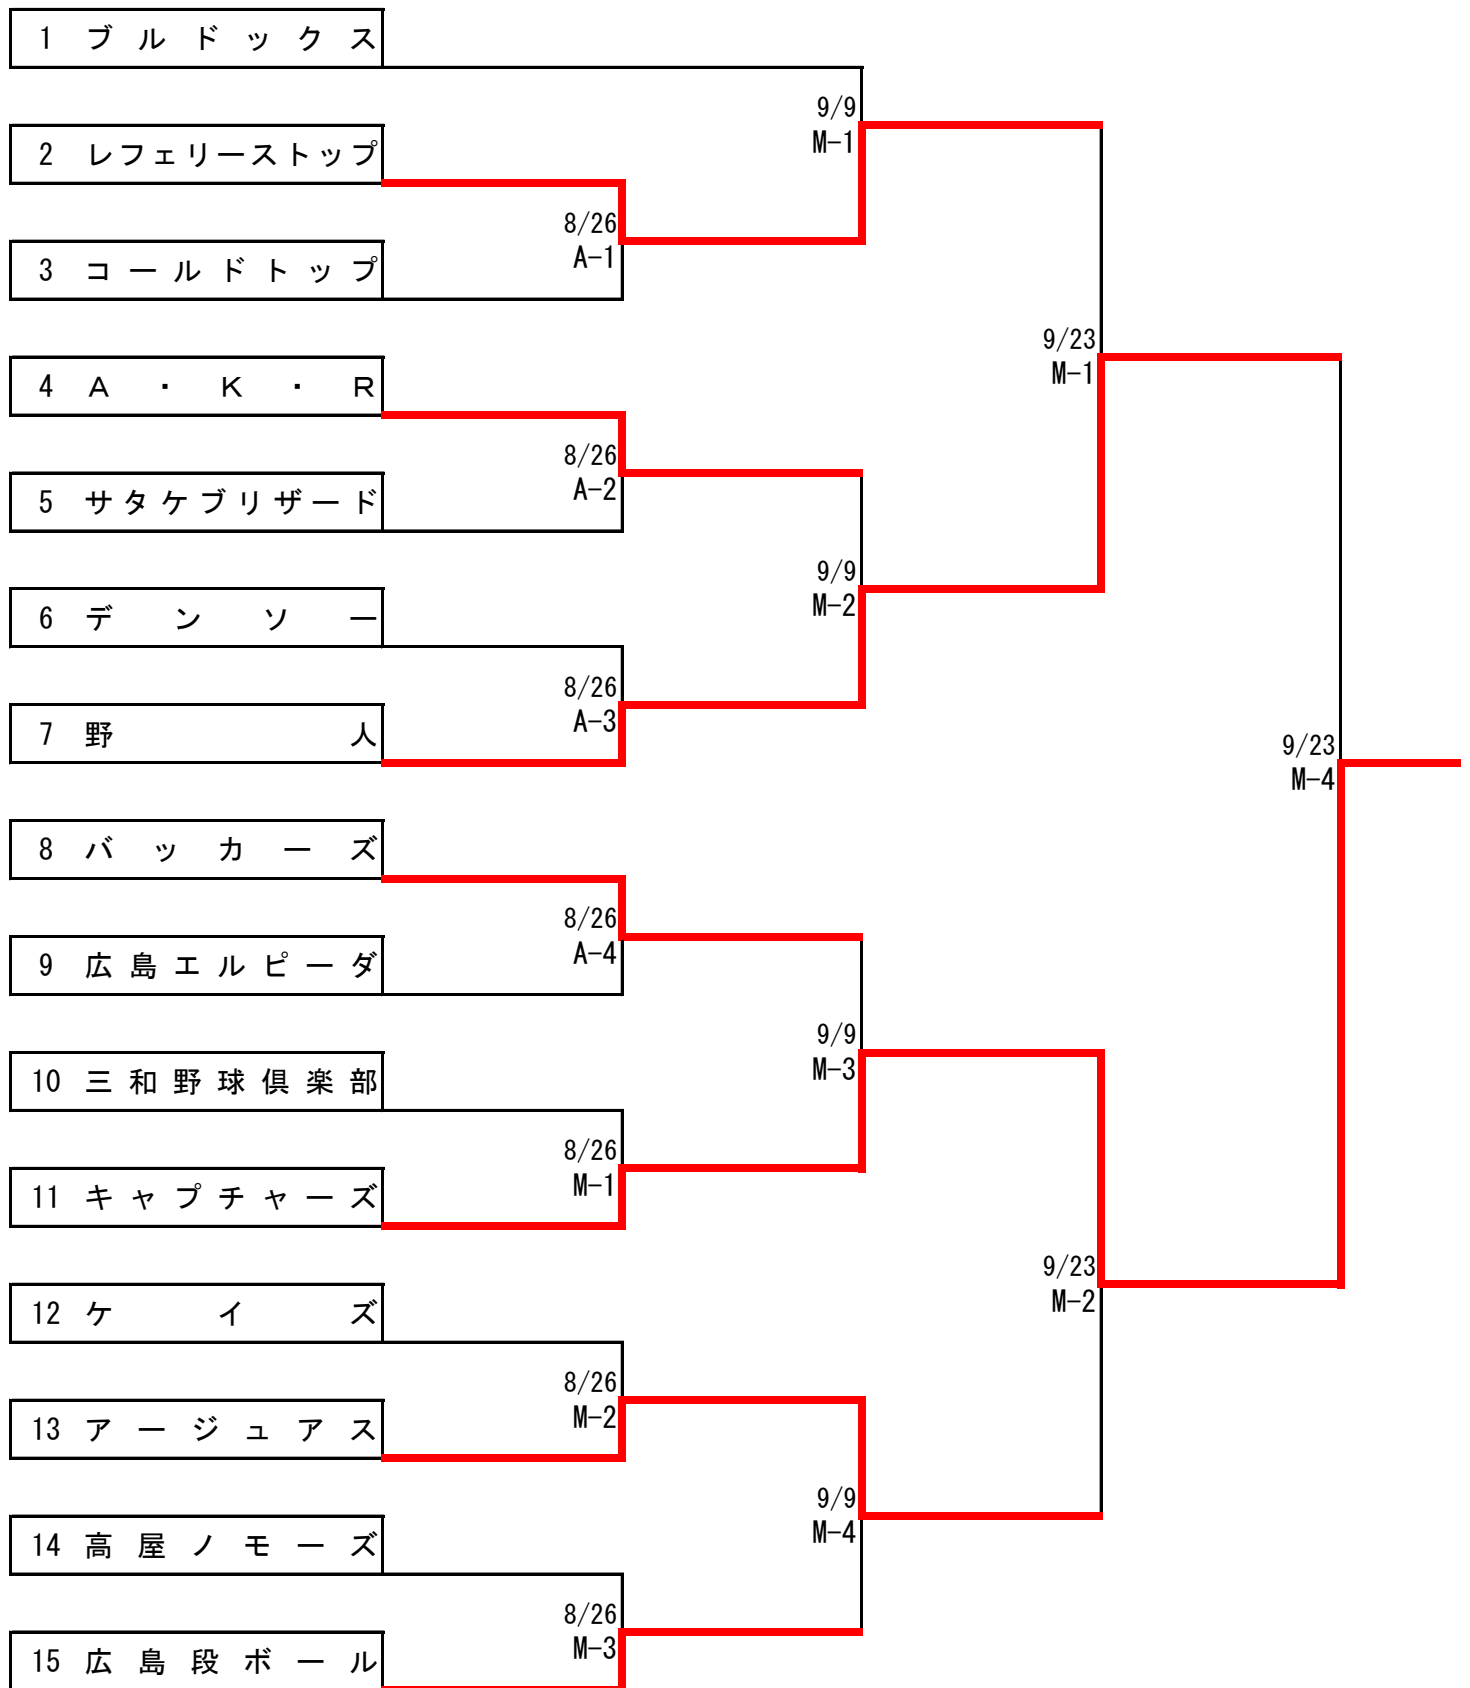 1 ブルドックス
9/9
M-1
2 レフェリーストップ
8/26
A-1
3 コールドトップ
9/23
M-1
4 A・K・R
8/26
A-2
5 サタケブリザード
9/9
M-2
6 デンソー
8/26
A-3
7 野人
9/23
M-4
8 バッカーズ
8/26
A-4
9 広島エルピーダ
9/9
M-3
10 三和野球倶楽部
8/26
M-1
11 キャプチャーズ
9/23
M-2
12 ケイズ
8/26
M-2
13 アージュアス
9/9
M-4
14 高屋ノモーズ
8/26
M-3
15 広島段ボール